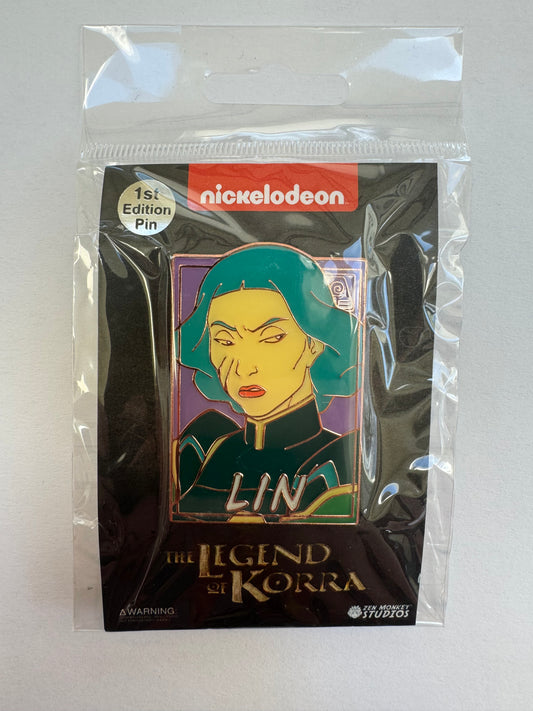 1st
Edition
Pin
nickelodeon
LIN
THE LEGEND
OF KORRA
⚠WARNING:
ZEN MONKEY
STUDIOS